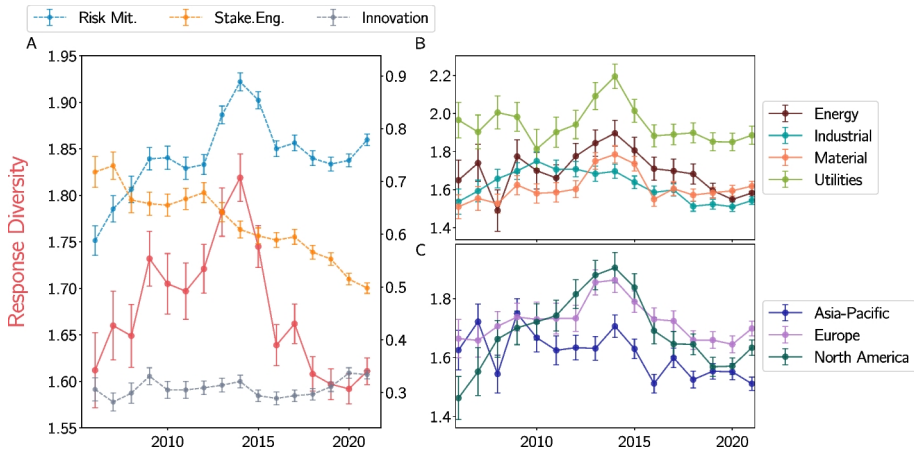 Risk Mit.
Stake.Eng.
Innovation
A
B
C
Response Diversity
1.95
1.90
1.85
1.80
1.75
1.70
1.65
1.60
1.55
0.9
0.8
0.7
0.6
0.5
0.4
0.3
2010
2015
2020
2.2
2.0
1.8
1.6
1.4
Energy
Industrial
Material
Utilities
1.8
1.6
1.4
2010
2015
2020
Asia-Pacific
Europe
North America